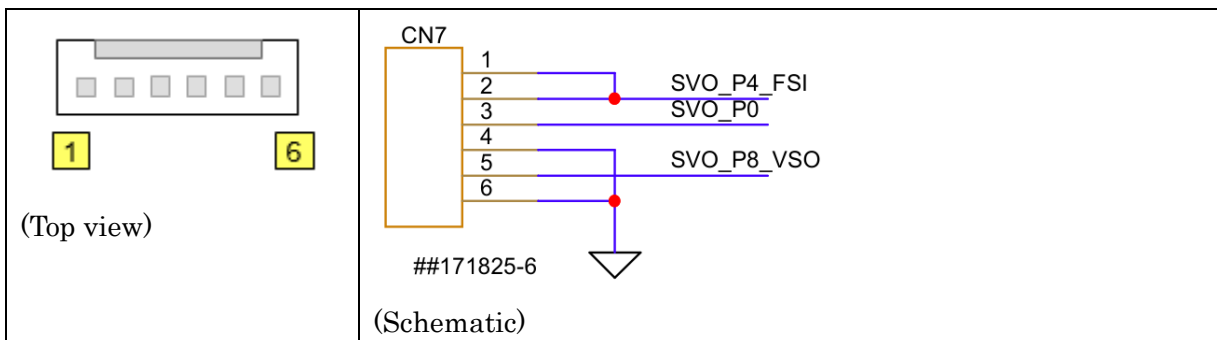 1
6
(Top view)
CN7
1
2
3
4
5
6
SVO_P4_FSI
SVO_P0
SVO_P8_VSO
##171825-6
(Schematic)